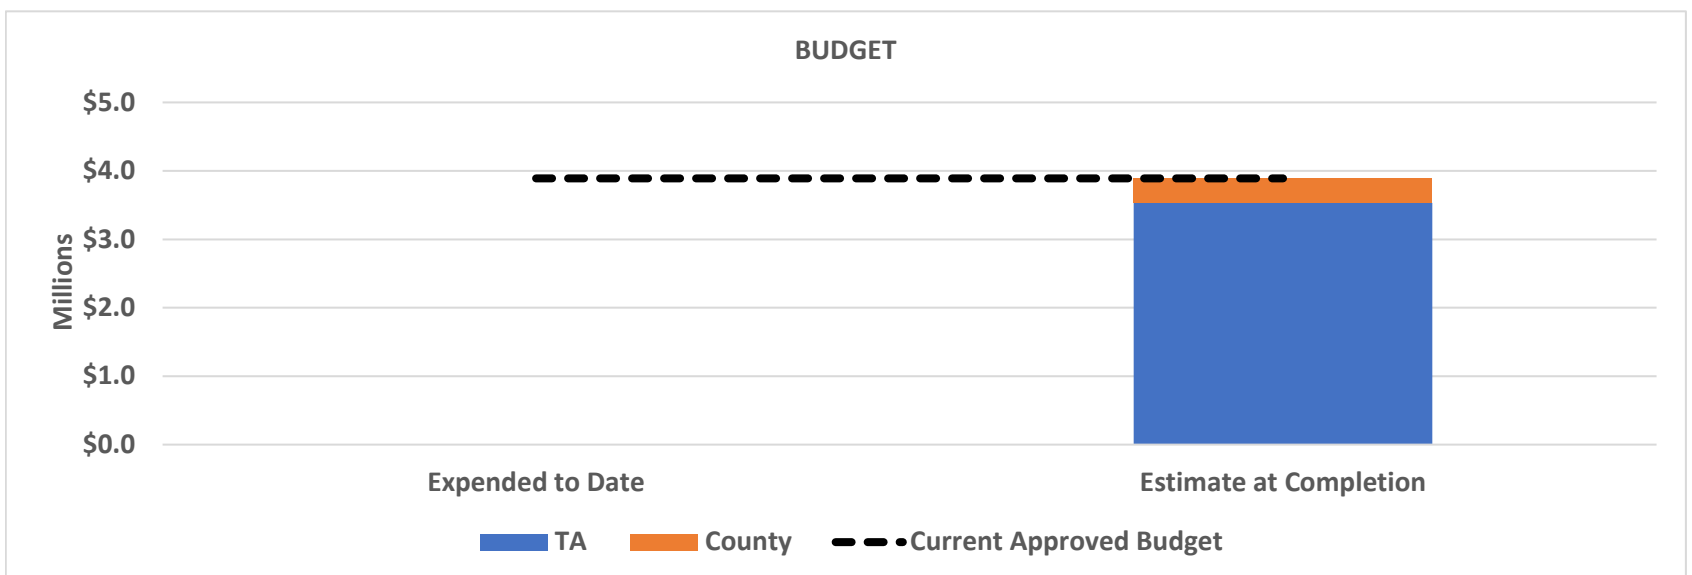 BUDGET
$5.0
$4.0
$3.0
$2.0
$1.0
$0.0
Millions
Expended to Date Estimate at Completion
TA County Current Approved Budget